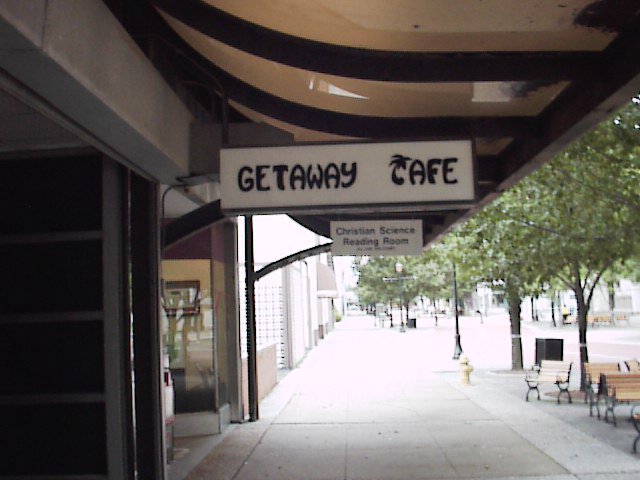 GETAWAY CAFE
Christian Science
Reading Room